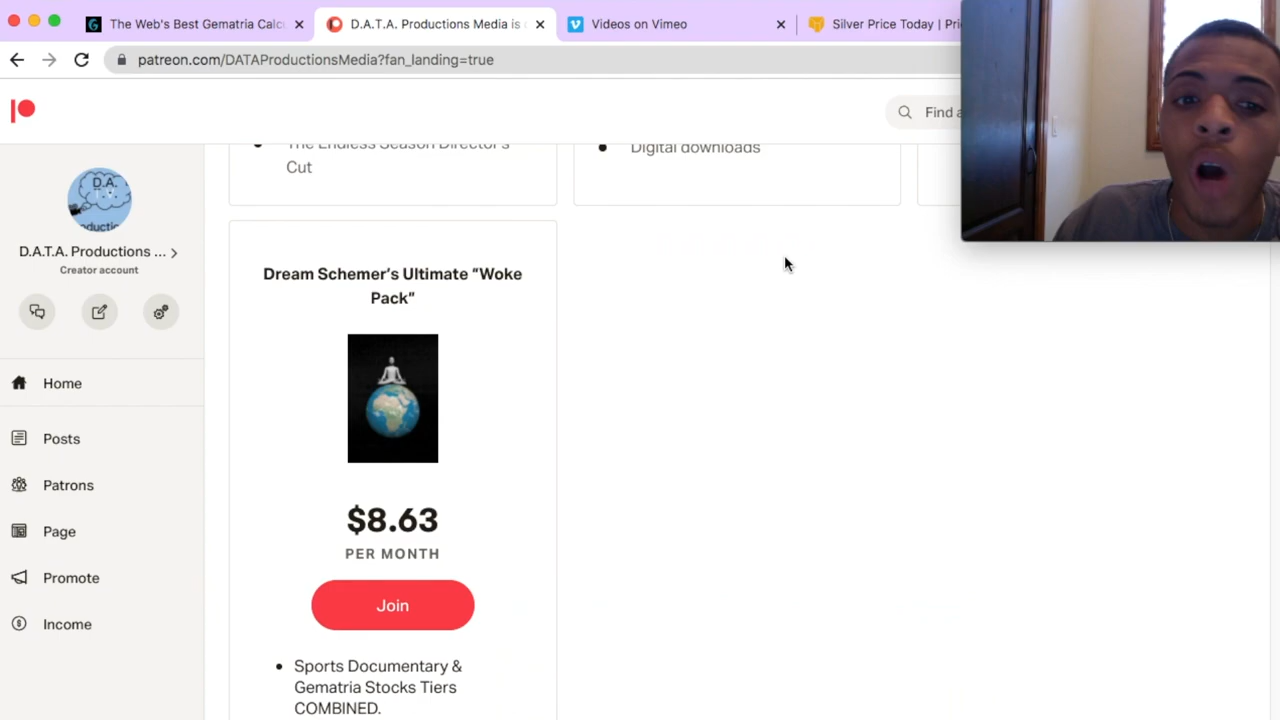 The Web's Best Gematria Calcu
D.A.T.A. Productions Media is
Videos on Vimeo
Silver Price Today | Pri
patreon.com/DATAProductionsMedia?fan_landing=true
Find a
The Endless Season Director's
Cut
Digital downloads
D.A.T.A. Productions ...
Creator account
Home
Posts
Patrons
Page
Promote
Income
Dream Schemer's Ultimate “Woke
Pack”
$8.63
PER MONTH
Join
Sports Documentary &
Gematria Stocks Tiers
COMBINED.